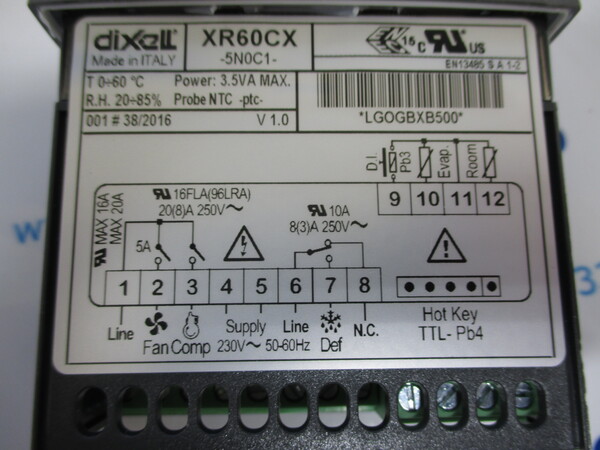 dixell
Made in ITALY
XR60CX
-5N0C1-
15 C US
EN13485 S A 1-2
T 0÷60 °C
Power: 3.5VA MAX.
R.H. 20÷85%
Probe NTC -ptc-
001 # 38/2016
V 1.0
*LGOGBXB500*
D.I.
Pb3
Evap.
Room
9 10 11 12
MAX 16A
MAX 20A
16FLA(96LRA)
20(8)A 250V~
10A
8(3)A 250V~
5A
1 2 3 4 5 6 7 8
Line
Fan
Comp
Supply
230V~ 50-60Hz
Line
Def
N.C.
Hot Key
TTL- Pb4